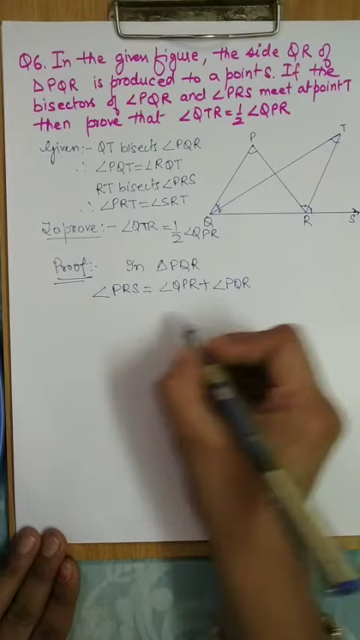 Q6. In the given figure, the side QR of
ΔPQR is produced to a point S. If the
bisectors of ∠PQR and ∠PRS meet at point T
then prove that ∠QTR = 1/2 ∠QPR
Given:- QT bisects ∠PQR
∴ ∠PQT = ∠RQT
RT bisects ∠PRS
∴ ∠PRT = ∠SRT
To prove:- ∠QTR = 1/2 ∠QPR
P
T
Q
R
S
Proof:- In ΔPQR
∠PRS = ∠QPR + ∠PQR